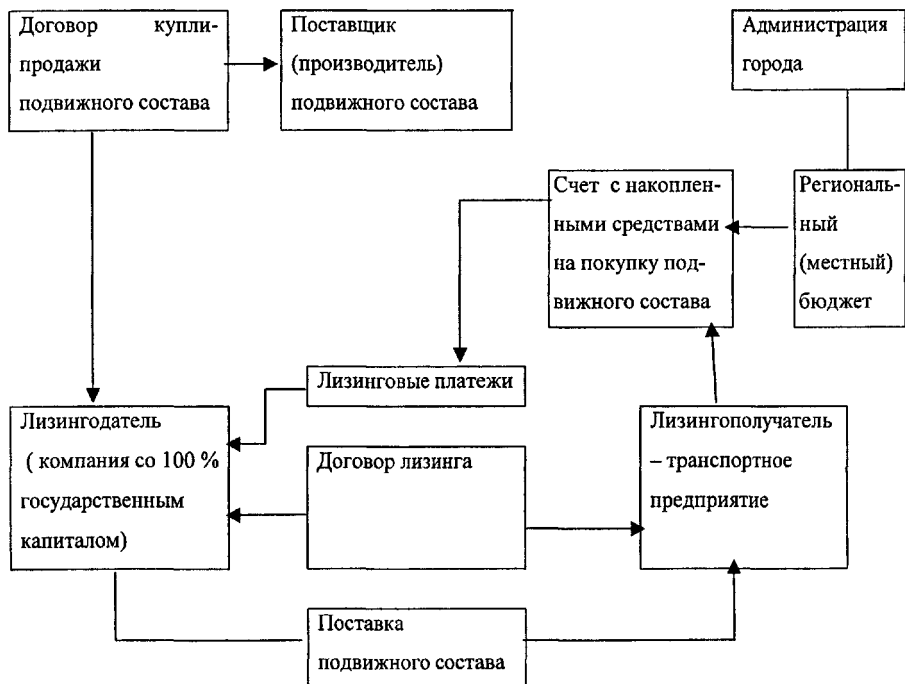 Договор купли-
продажи
подвижного состава
Поставщик
(производитель)
подвижного состава
Администрация
города
Счет с накоплен-
ными средствами
на покупку под-
вижного состава
Региональ-
ный
(местный)
бюджет
Лизинговые платежи
Лизингодатель
( компания со 100 %
государственным
капиталом)
Договор лизинга
Лизингополучатель
– транспортное
предприятие
Поставка
подвижного состава